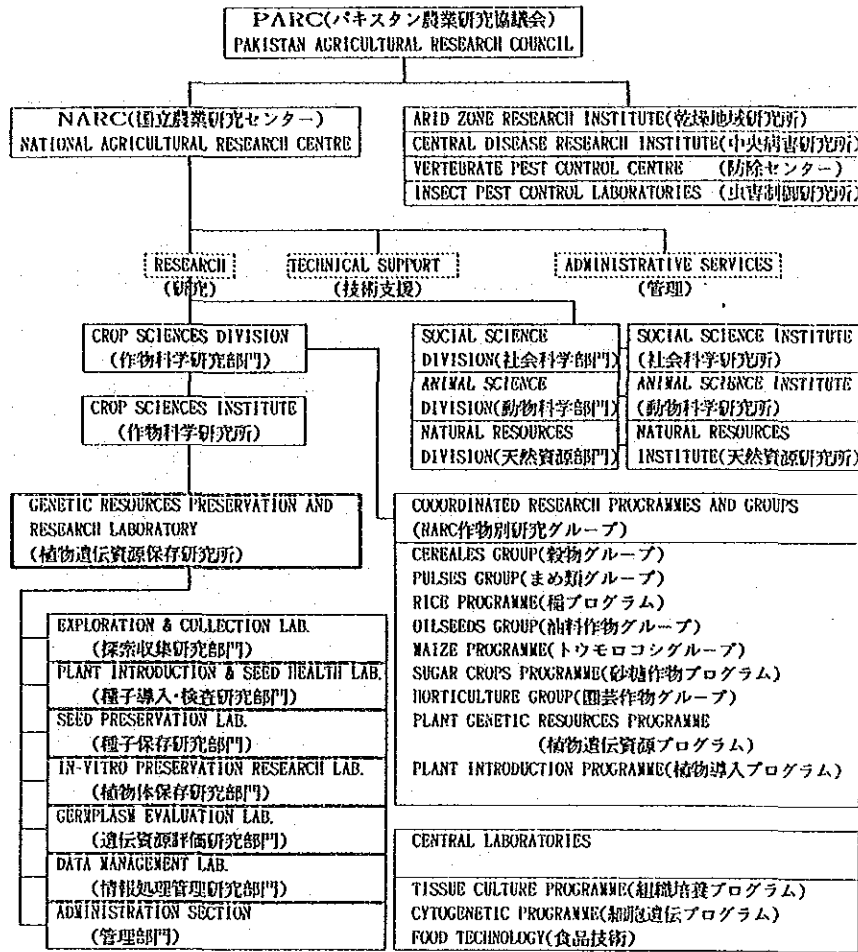 PARC(パキスタン農業研究協議会)
PAKISTAN AGRICULTURAL RESEARCH COUNCIL
NARC(国立農業研究センター)
NATIONAL AGRICULTURAL RESEARCH CENTRE
ARID ZONE RESEARCH INSTITUTE(乾燥地域研究所)
CENTRAL DISEASE RESEARCH INSTITUTE(中央病害研究所)
VERTEURATE PEST CONTROL CENTRE (防除センター)
INSECT PEST CONTROL LABORATORIES (虫害制御研究所)
RESEARCH
(研究)
TECHNICAL SUPPORT
(技術支援)
ADMINISTRATIVE SERVICES
(管理)
CROP SCIENCES DIVISION
(作物科学研究部門)
CROP SCIENCES INSTITUTE
(作物科学研究所)
SOCIAL SCIENCE
DIVISION(社会科学部門)
ANIMAL SCIENCE
DIVISION(動物科学部門)
NATURAL RESOURCES
DIVISION(天然資源部門)
SOCIAL SCIENCE INSTITUTE
(社会科学研究所)
ANIMAL SCIENCE INSTITUTE
(動物科学研究所)
NATURAL RESOURCES
INSTITUTE(天然資源研究所)
GENETIC RESOURCES PRESERVATION AND
RESEARCH LABORATORY
(植物遺伝資源保存研究所)
EXPLORATION & COLLECTION LAB.
(探索収集研究部門)
PLANT INTRODUCTION & SEED HEALTH LAB.
(種子導入・検査研究部門)
SEED PRESERVATION LAB.
(種子保存研究部門)
IN-VITRO PRESERVATION RESEARCH LAB.
(植物体保存研究部門)
GERMPLASM EVALUATION LAB.
(遺伝資源評価研究部門)
DATA MANAGEMENT LAB.
(情報処理管理研究部門)
ADMINISTRATION SECTION
(管理部門)
COOORDINATED RESEARCH PROGRAMMES AND GROUPS
(NARC作物別研究グループ)
CEREALES GROUP(穀物グループ)
PULSES GROUP(まめ類グループ)
RICE PROGRAMME(稲プログラム)
OILSEEDS GROUP(油料作物グループ)
MAIZE PROGRAMME(トウモロコシグループ)
SUGAR CROPS PROGRAMME(砂糖作物プログラム)
HORTICULTURE GROUP(園芸作物グループ)
PLANT GENETIC RESOURCES PROGRAMME
(植物遺伝資源プログラム)
PLANT INTRODUCTION PROGRAMME(植物導入プログラム)
CENTRAL LABORATORIES
TISSUE CULTURE PROGRAMME(組織培養プログラム)
CYTOGENETIC PROGRAMME(細胞遺伝プログラム)
FOOD TECHNOLOGY(食品技術)